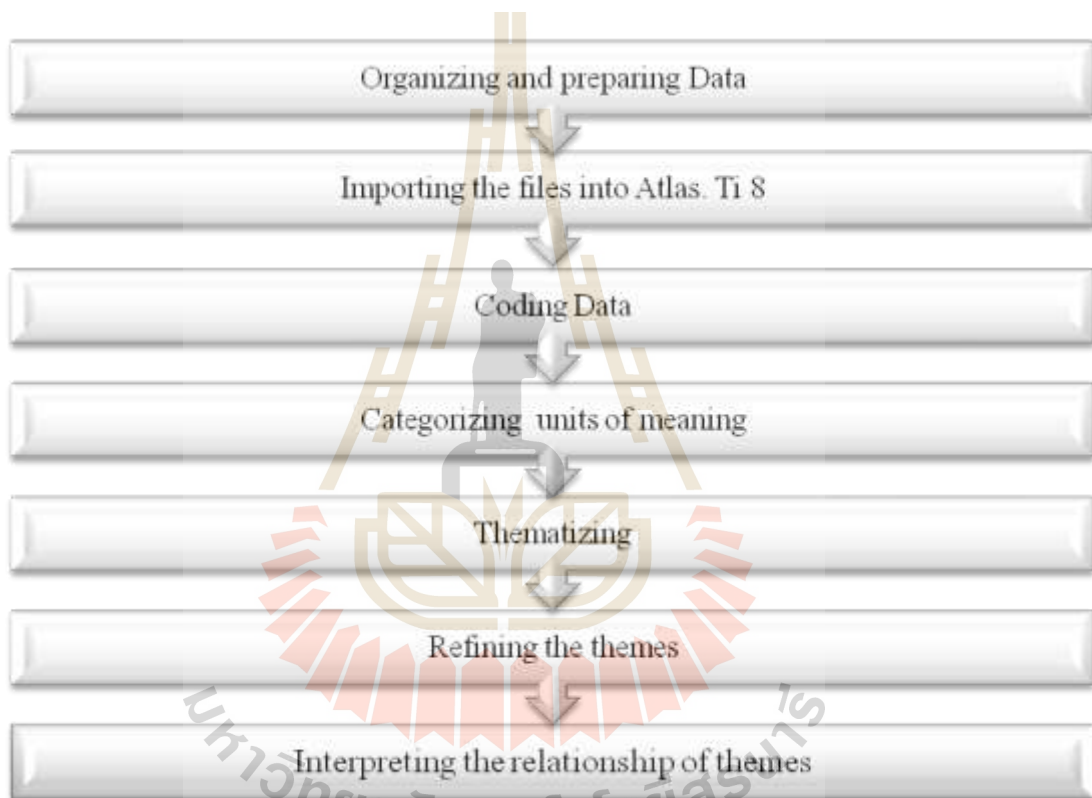 Organizing and preparing Data
Importing the files into Atlas. Ti 8
Coding Data
Categorizing units of meaning
Thematizing
Refining the themes
Interpreting the relationship of themes